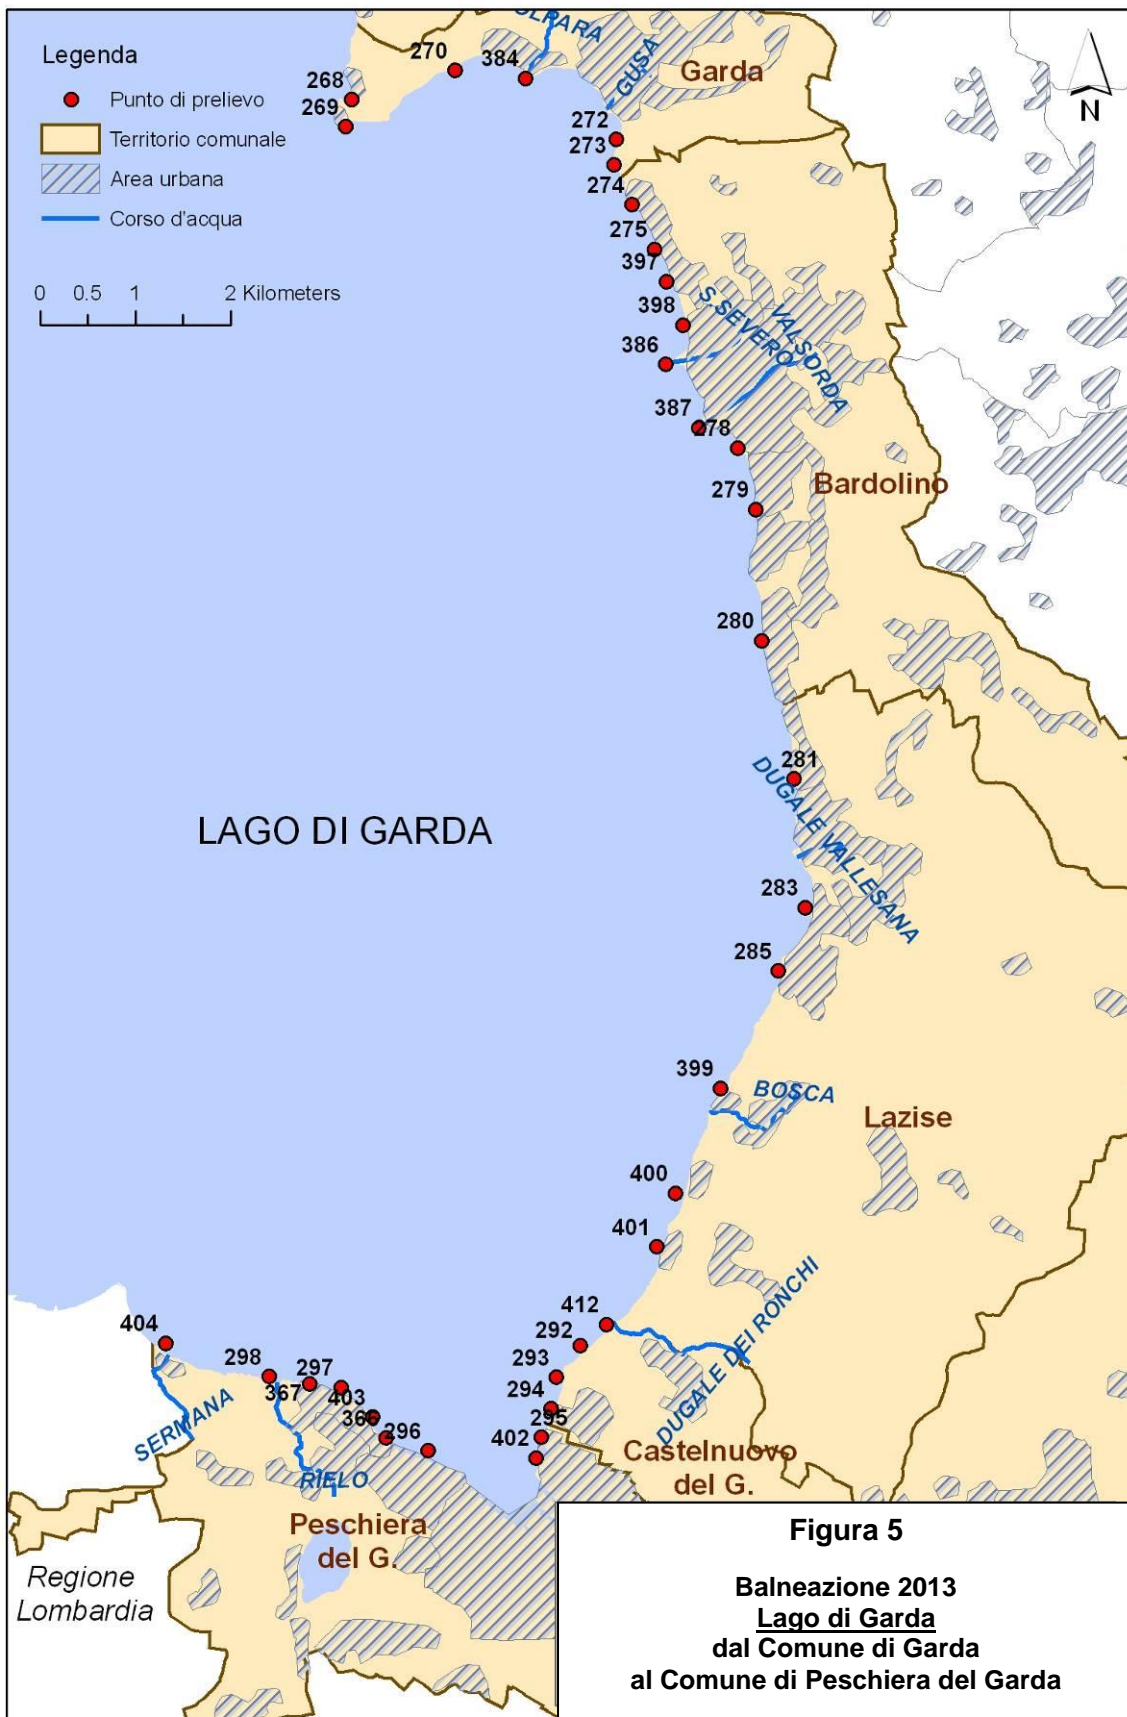 Legenda
Punto di prelievo
Territorio comunale
Area urbana
Corso d'acqua
0 0.5 1 2 Kilometers
N
GUSA
Garda
268
269
270
384
272
273
274
275
397
398
386
387
278
279
280
281
283
285
399
400
401
412
292
293
294
295
402
296
366
403
297
367
298
404
S.SEVERO
VALSORDA
Bardolino
DUGALE VALLESANA
LAGO DI GARDA
BOSCA
Lazise
DUGALE DEI RONCHI
Castelnuovo
del G.
SERMANA
RIELO
Peschiera
del G.
Regione
Lombardia
Figura 5
Balneazione 2013
Lago di Garda
dal Comune di Garda
al Comune di Peschiera del Garda